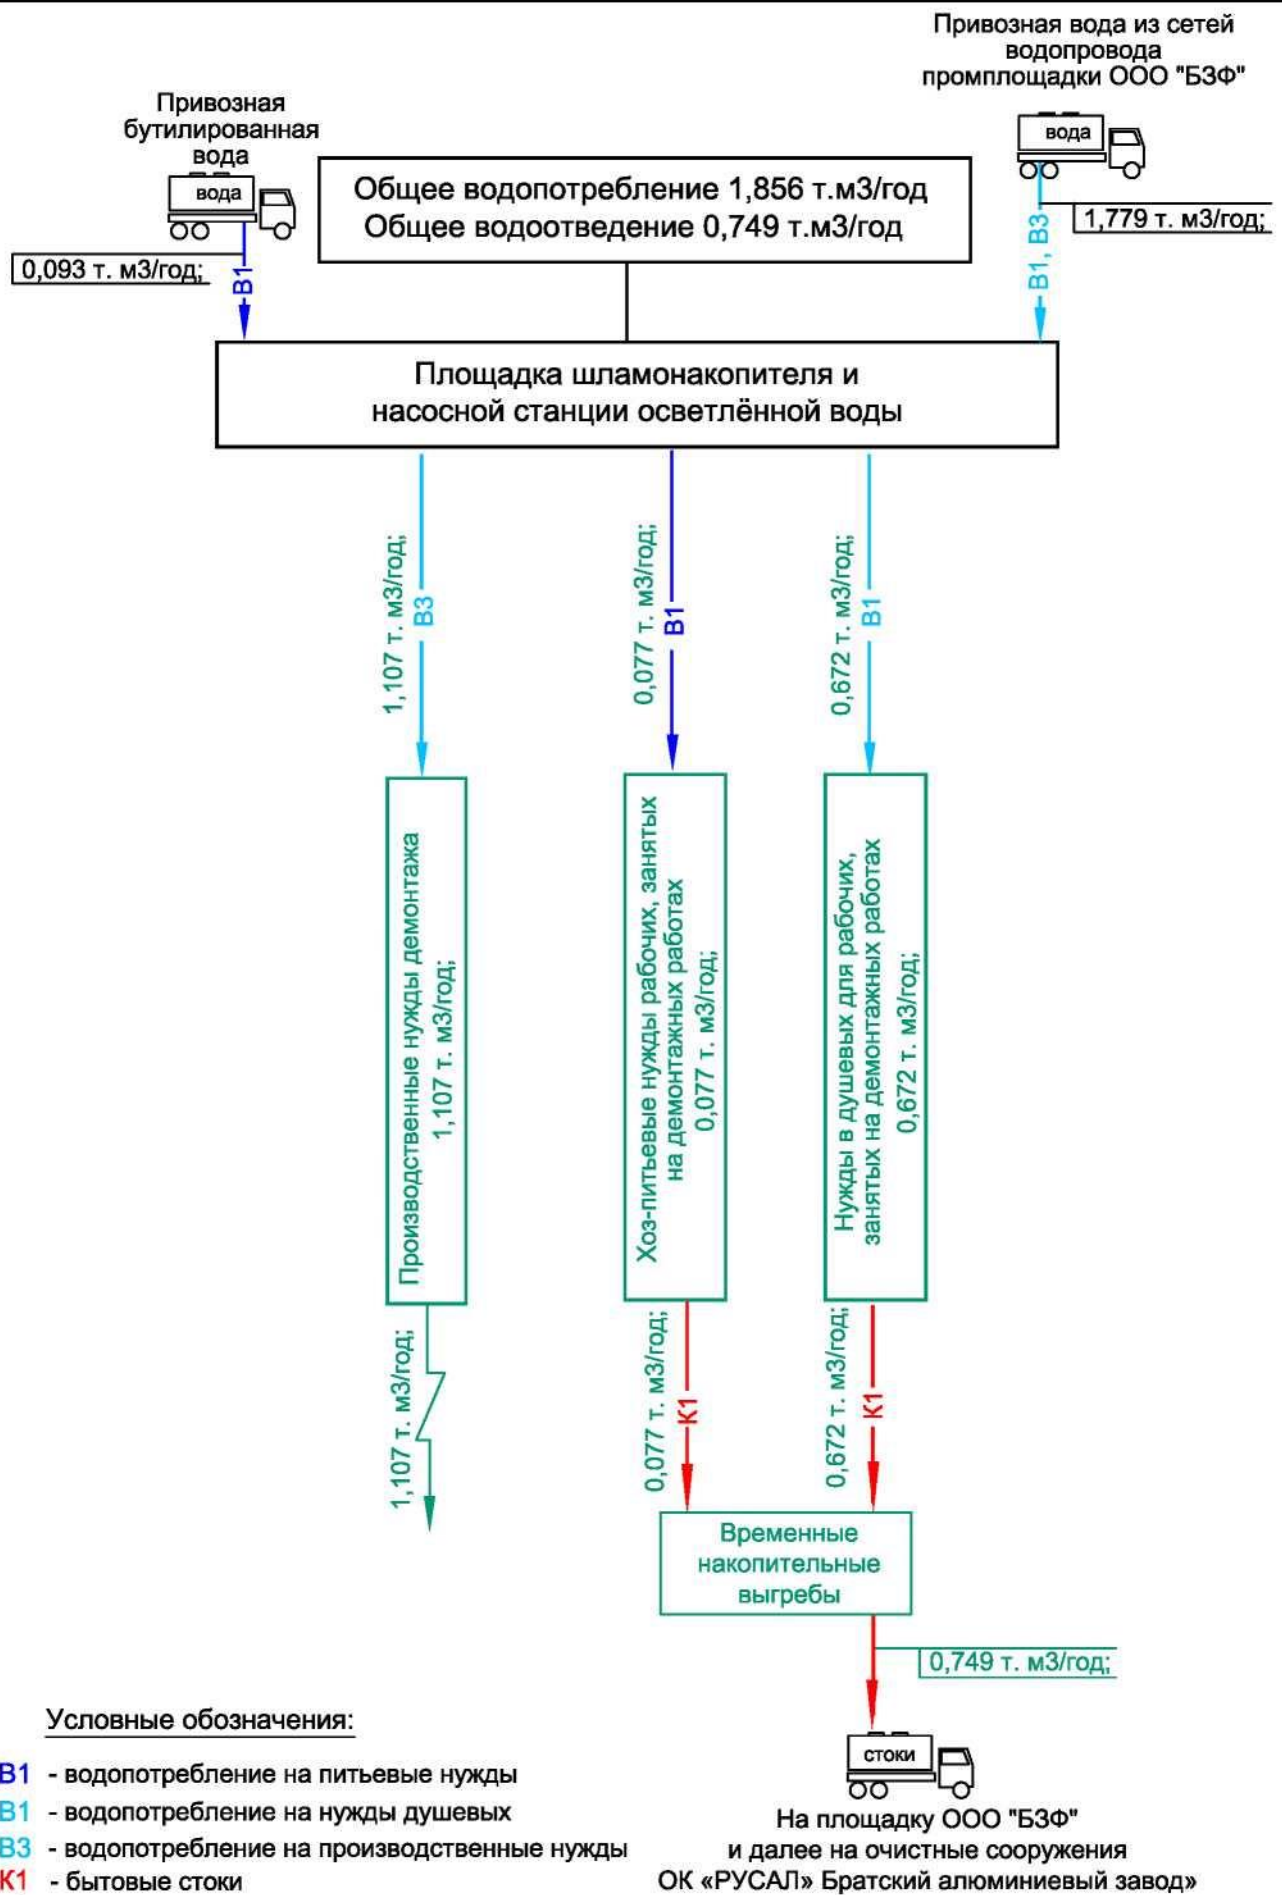 Привозная вода из сетей
водопровода
промплощадки ООО "БЗФ"
вода
1,779 т. м3/год;
В1, В3
Привозная
бутилированная
вода
вода
0,093 т. м3/год;
В1
Общее водопотребление 1,856 т.м3/год
Общее водоотведение 0,749 т.м3/год
Площадка шламонакопителя и
насосной станции осветлённой воды
1,107 т. м3/год;
В3
0,077 т. м3/год;
В1
0,672 т. м3/год;
В1
Производственные нужды демонтажа
1,107 т. м3/год;
Хоз-питьевые нужды рабочих, занятых
на демонтажных работах
0,077 т. м3/год;
Нужды в душевых для рабочих,
занятых на демонтажных работах
0,672 т. м3/год;
1,107 т. м3/год;
0,077 т. м3/год;
К1
0,672 т. м3/год;
К1
Временные
накопительные
выгребы
0,749 т. м3/год;
стоки
На площадку ООО "БЗФ"
и далее на очистные сооружения
ОК «РУСАЛ» Братский алюминиевый завод»
Условные обозначения:
В1 - водопотребление на питьевые нужды
В1 - водопотребление на нужды душевых
В3 - водопотребление на производственные нужды
К1 - бытовые стоки